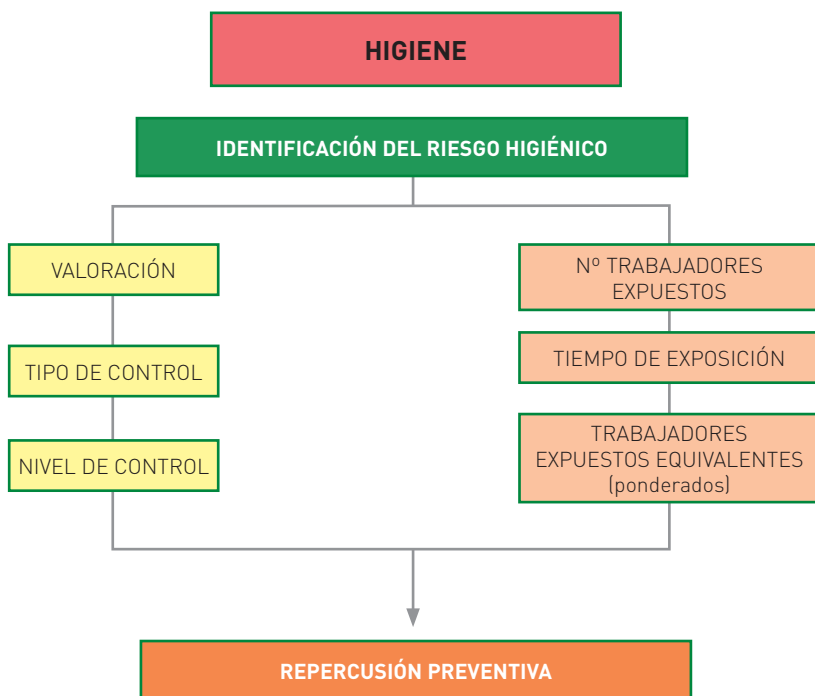 HIGIENE
IDENTIFICACIÓN DEL RIESGO HIGIÉNICO
VALORACIÓN
TIPO DE CONTROL
NIVEL DE CONTROL
Nº TRABAJADORES
EXPUESTOS
TIEMPO DE EXPOSICIÓN
TRABAJADORES
EXPUESTOS EQUIVALENTES
(ponderados)
REPERCUSIÓN PREVENTIVA